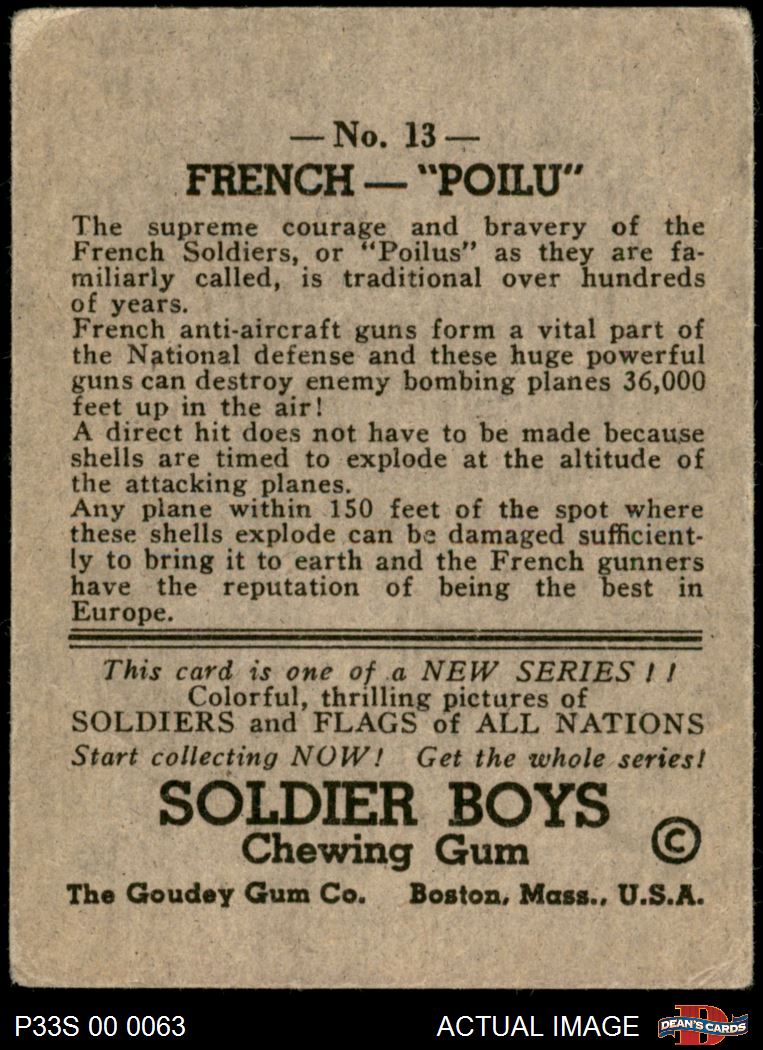 — No. 13 —
FRENCH — "POILU"
The supreme courage and bravery of the
French Soldiers, or "Poilus" as they are fa-
miliarly called, is traditional over hundreds
of years.
French anti-aircraft guns form a vital part of
the National defense and these huge powerful
guns can destroy enemy bombing planes 36,000
feet up in the air!
A direct hit does not have to be made because
shells are timed to explode at the altitude of
the attacking planes.
Any plane within 150 feet of the spot where
these shells explode can be damaged sufficient-
ly to bring it to earth and the French gunners
have the reputation of being the best in
Europe.
This card is one of a NEW SERIES ! !
Colorful, thrilling pictures of
SOLDIERS and FLAGS of ALL NATIONS
Start collecting NOW! Get the whole series!
SOLDIER BOYS
Chewing Gum ©
The Goudey Gum Co. Boston, Mass., U.S.A.
P33S 00 0063 ACTUAL IMAGE D DEAN'S CARDS